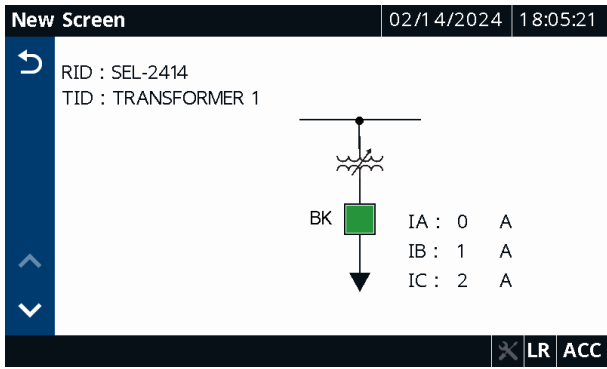 New Screen 02/14/2024 18:05:21
RID : SEL-2414
TID : TRANSFORMER 1
BK
IA : 0 A
IB : 1 A
IC : 2 A
LR ACC